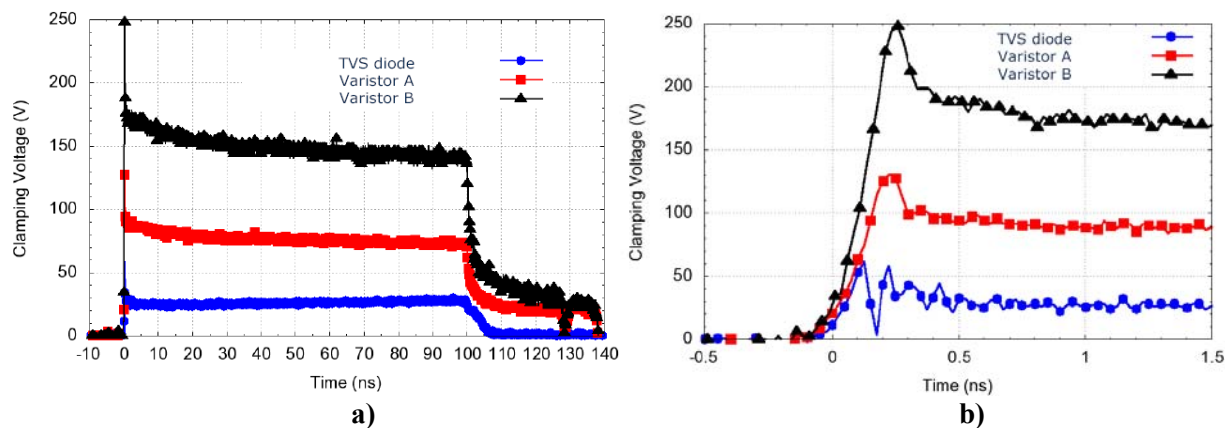 250
200
150
100
50
0
Clamping Voltage (V)
TVS diode
Varistor A
Varistor B
-10 0 10 20 30 40 50 60 70 80 90 100 110 120 130 140
Time (ns)
a)
250
200
150
100
50
0
Clamping Voltage (V)
TVS diode
Varistor A
Varistor B
-0.5 0 0.5 1 1.5
Time (ns)
b)